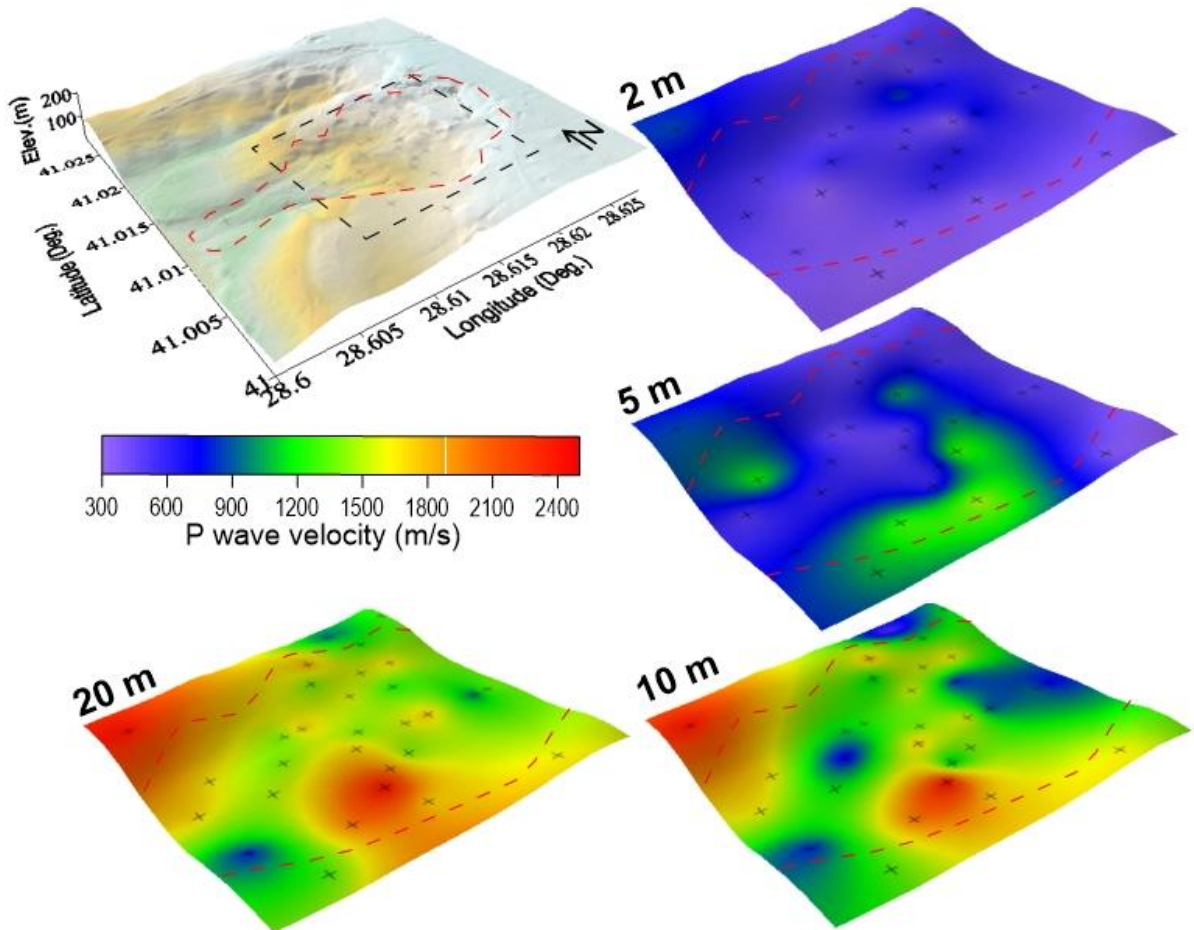 200
100
Elev.(m)
41.025
41.02
41.015
41.01
41.005
41
Latitude (Deg.)
28.6
28.605
28.61
28.615
28.62
28.625
Longitude (Deg.)
N
2 m
5 m
300 600 900 1200 1500 1800 2100 2400
P wave velocity (m/s)
20 m
10 m